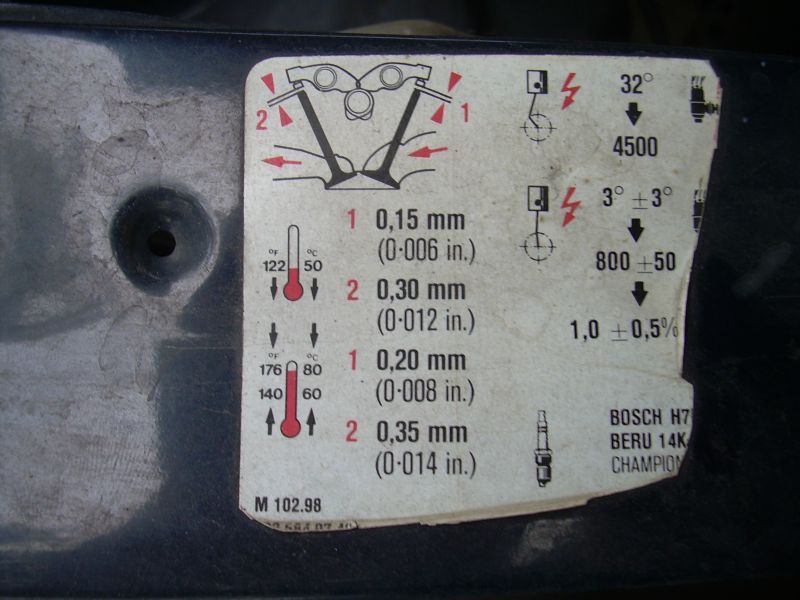 2
1
32°
4500
3° ±3°
800 ±50
1,0 ±0,5%
°F °C
122 50
1 0,15 mm
(0·006 in.)
2 0,30 mm
(0·012 in.)
°F °C
176 80
140 60
1 0,20 mm
(0·008 in.)
2 0,35 mm
(0·014 in.)
BOSCH H7
BERU 14K
CHAMPION
M 102.98